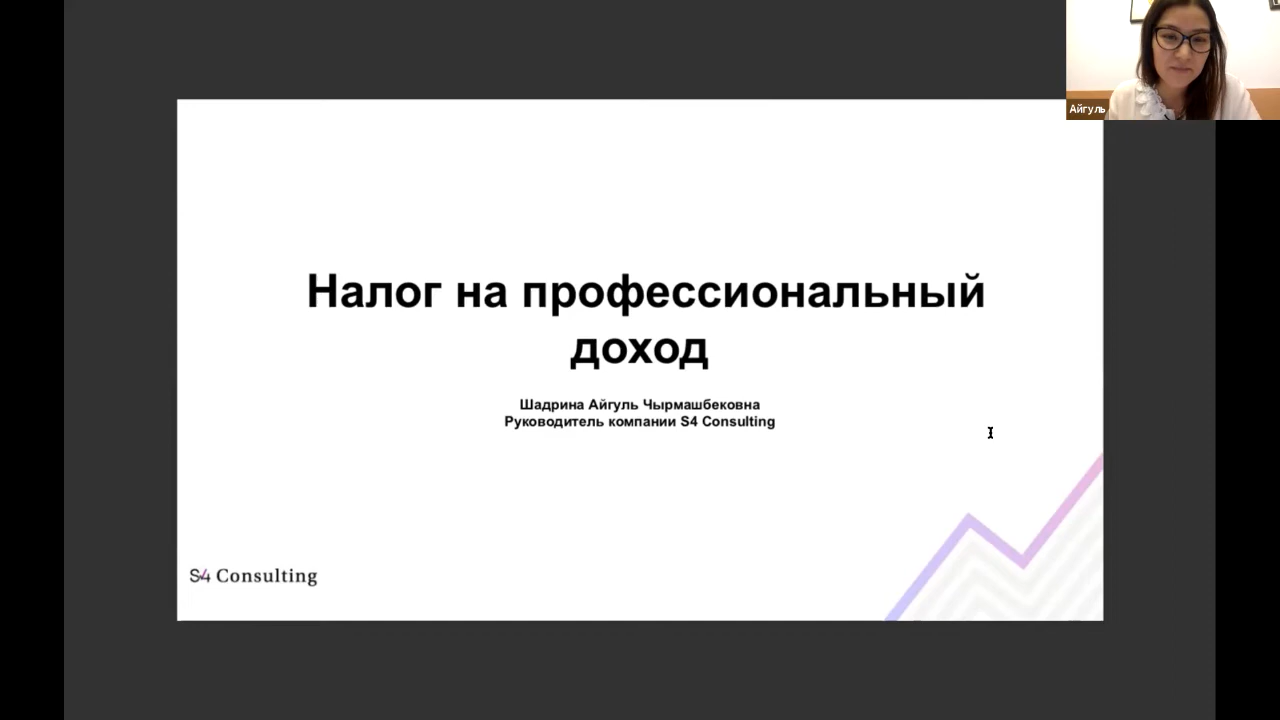 Айгуль
Налог на профессиональный
доход
Шадрина Айгуль Чырмашбековна
Руководитель компании S4 Consulting
S4 Consulting